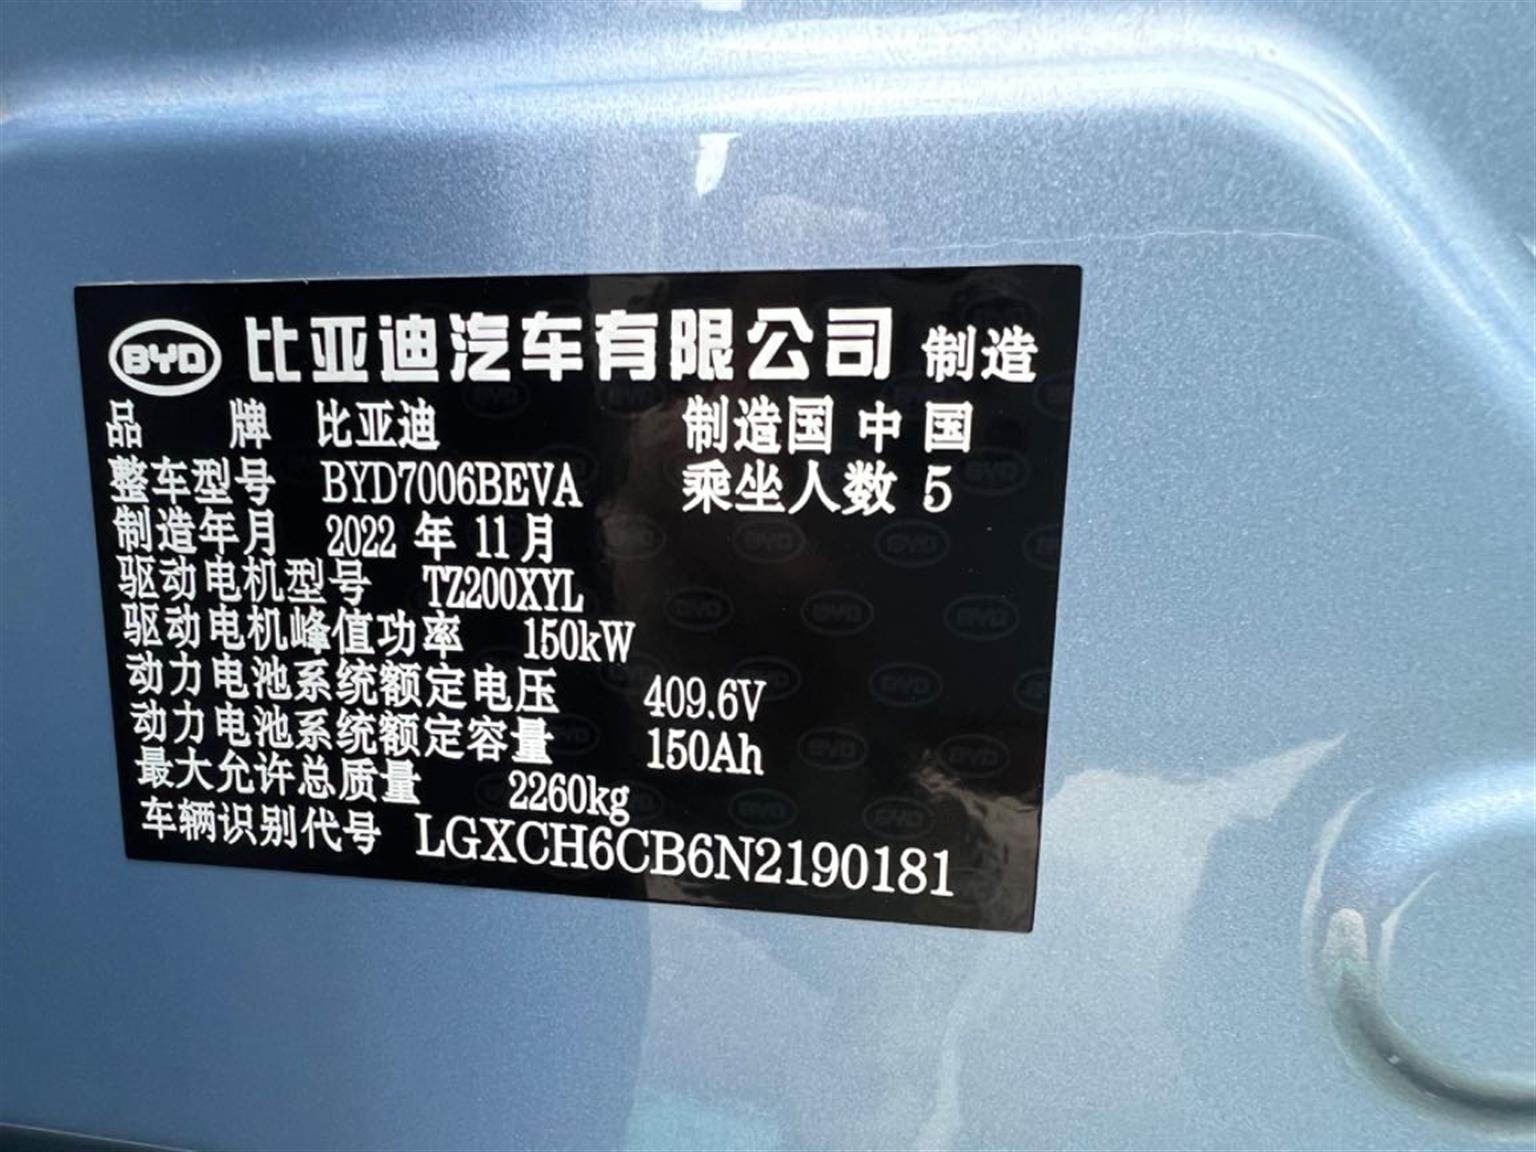 BYD 比亚迪汽车有限公司 制造
品 牌 比亚迪 制造国 中国
整车型号 BYD7006BEVA 乘坐人数 5
制造年月 2022 年 11 月
驱动电机型号 TZ200XYL
驱动电机峰值功率 150kW
动力电池系统额定电压 409.6V
动力电池系统额定容量 150Ah
最大允许总质量 2260kg
车辆识别代号 LGXCH6CB6N2190181